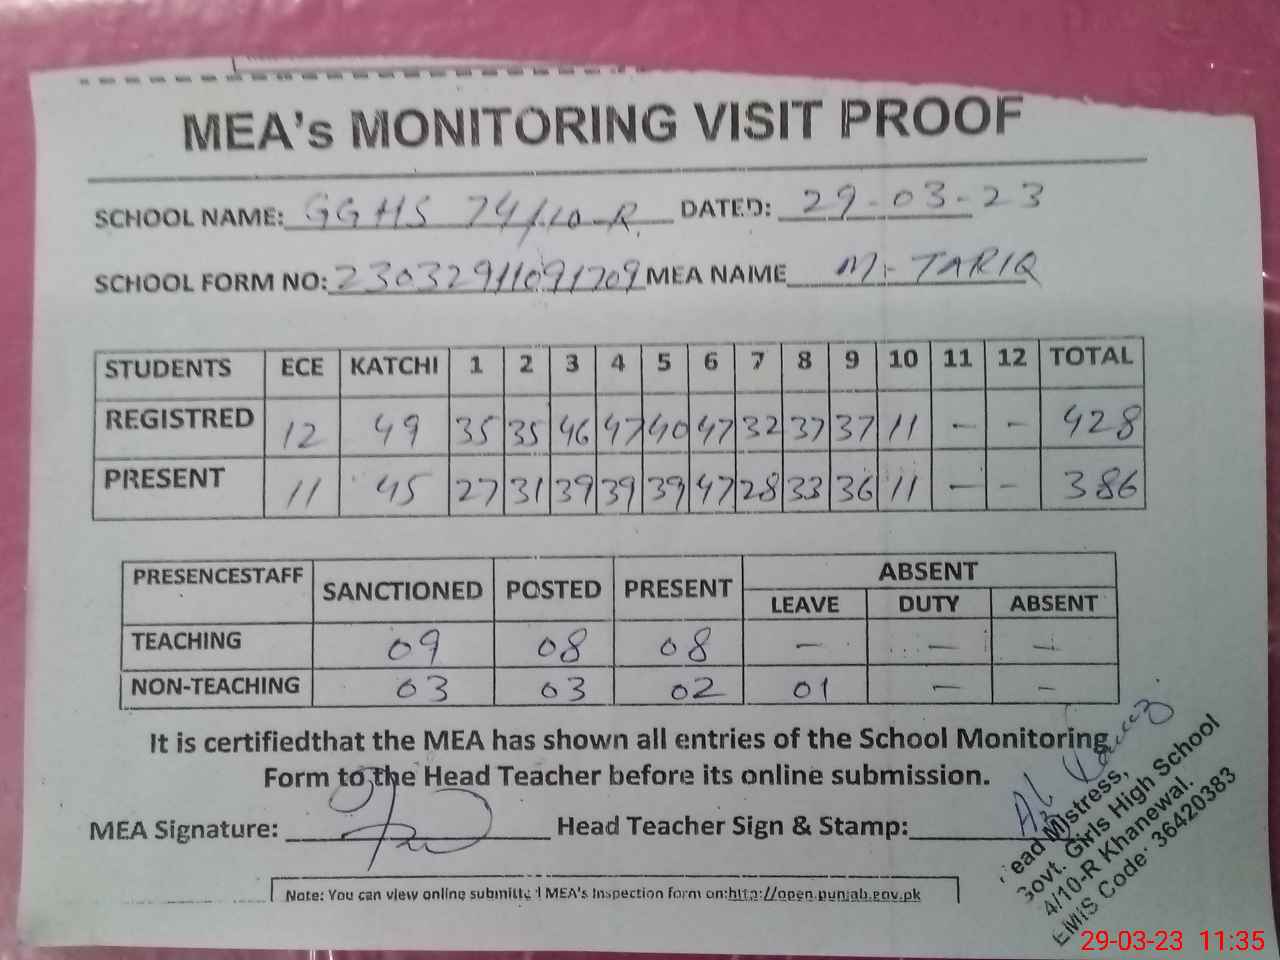 MEA's MONITORING VISIT PROOF
SCHOOL NAME: GGHS 74/10-R DATED: 29-03-23
SCHOOL FORM NO: 23032911091709 MEA NAME M. TARIQ
STUDENTS ECE KATCHI 1 2 3 4 5 6 7 8 9 10 11 12 TOTAL
REGISTRED 12 49 35 35 46 47 40 47 32 37 37 11 - - 428
PRESENT 11 45 27 31 39 39 39 47 28 33 36 11 - - 386
PRESENCESTAFF SANCTIONED POSTED PRESENT ABSENT
LEAVE DUTY ABSENT
TEACHING 09 08 08 - - -
NON-TEACHING 03 03 02 01 - -
It is certifiedthat the MEA has shown all entries of the School Monitoring
Form to the Head Teacher before its online submission.
MEA Signature: Head Teacher Sign & Stamp:
ead Mistress,
Govt. Girls High School
4/10-R Khanewal.
EMIS Code: 36420383
Note: You can view online submitted MEA's Inspection form on:http://open.punjab.gov.pk
29-03-23 11:35